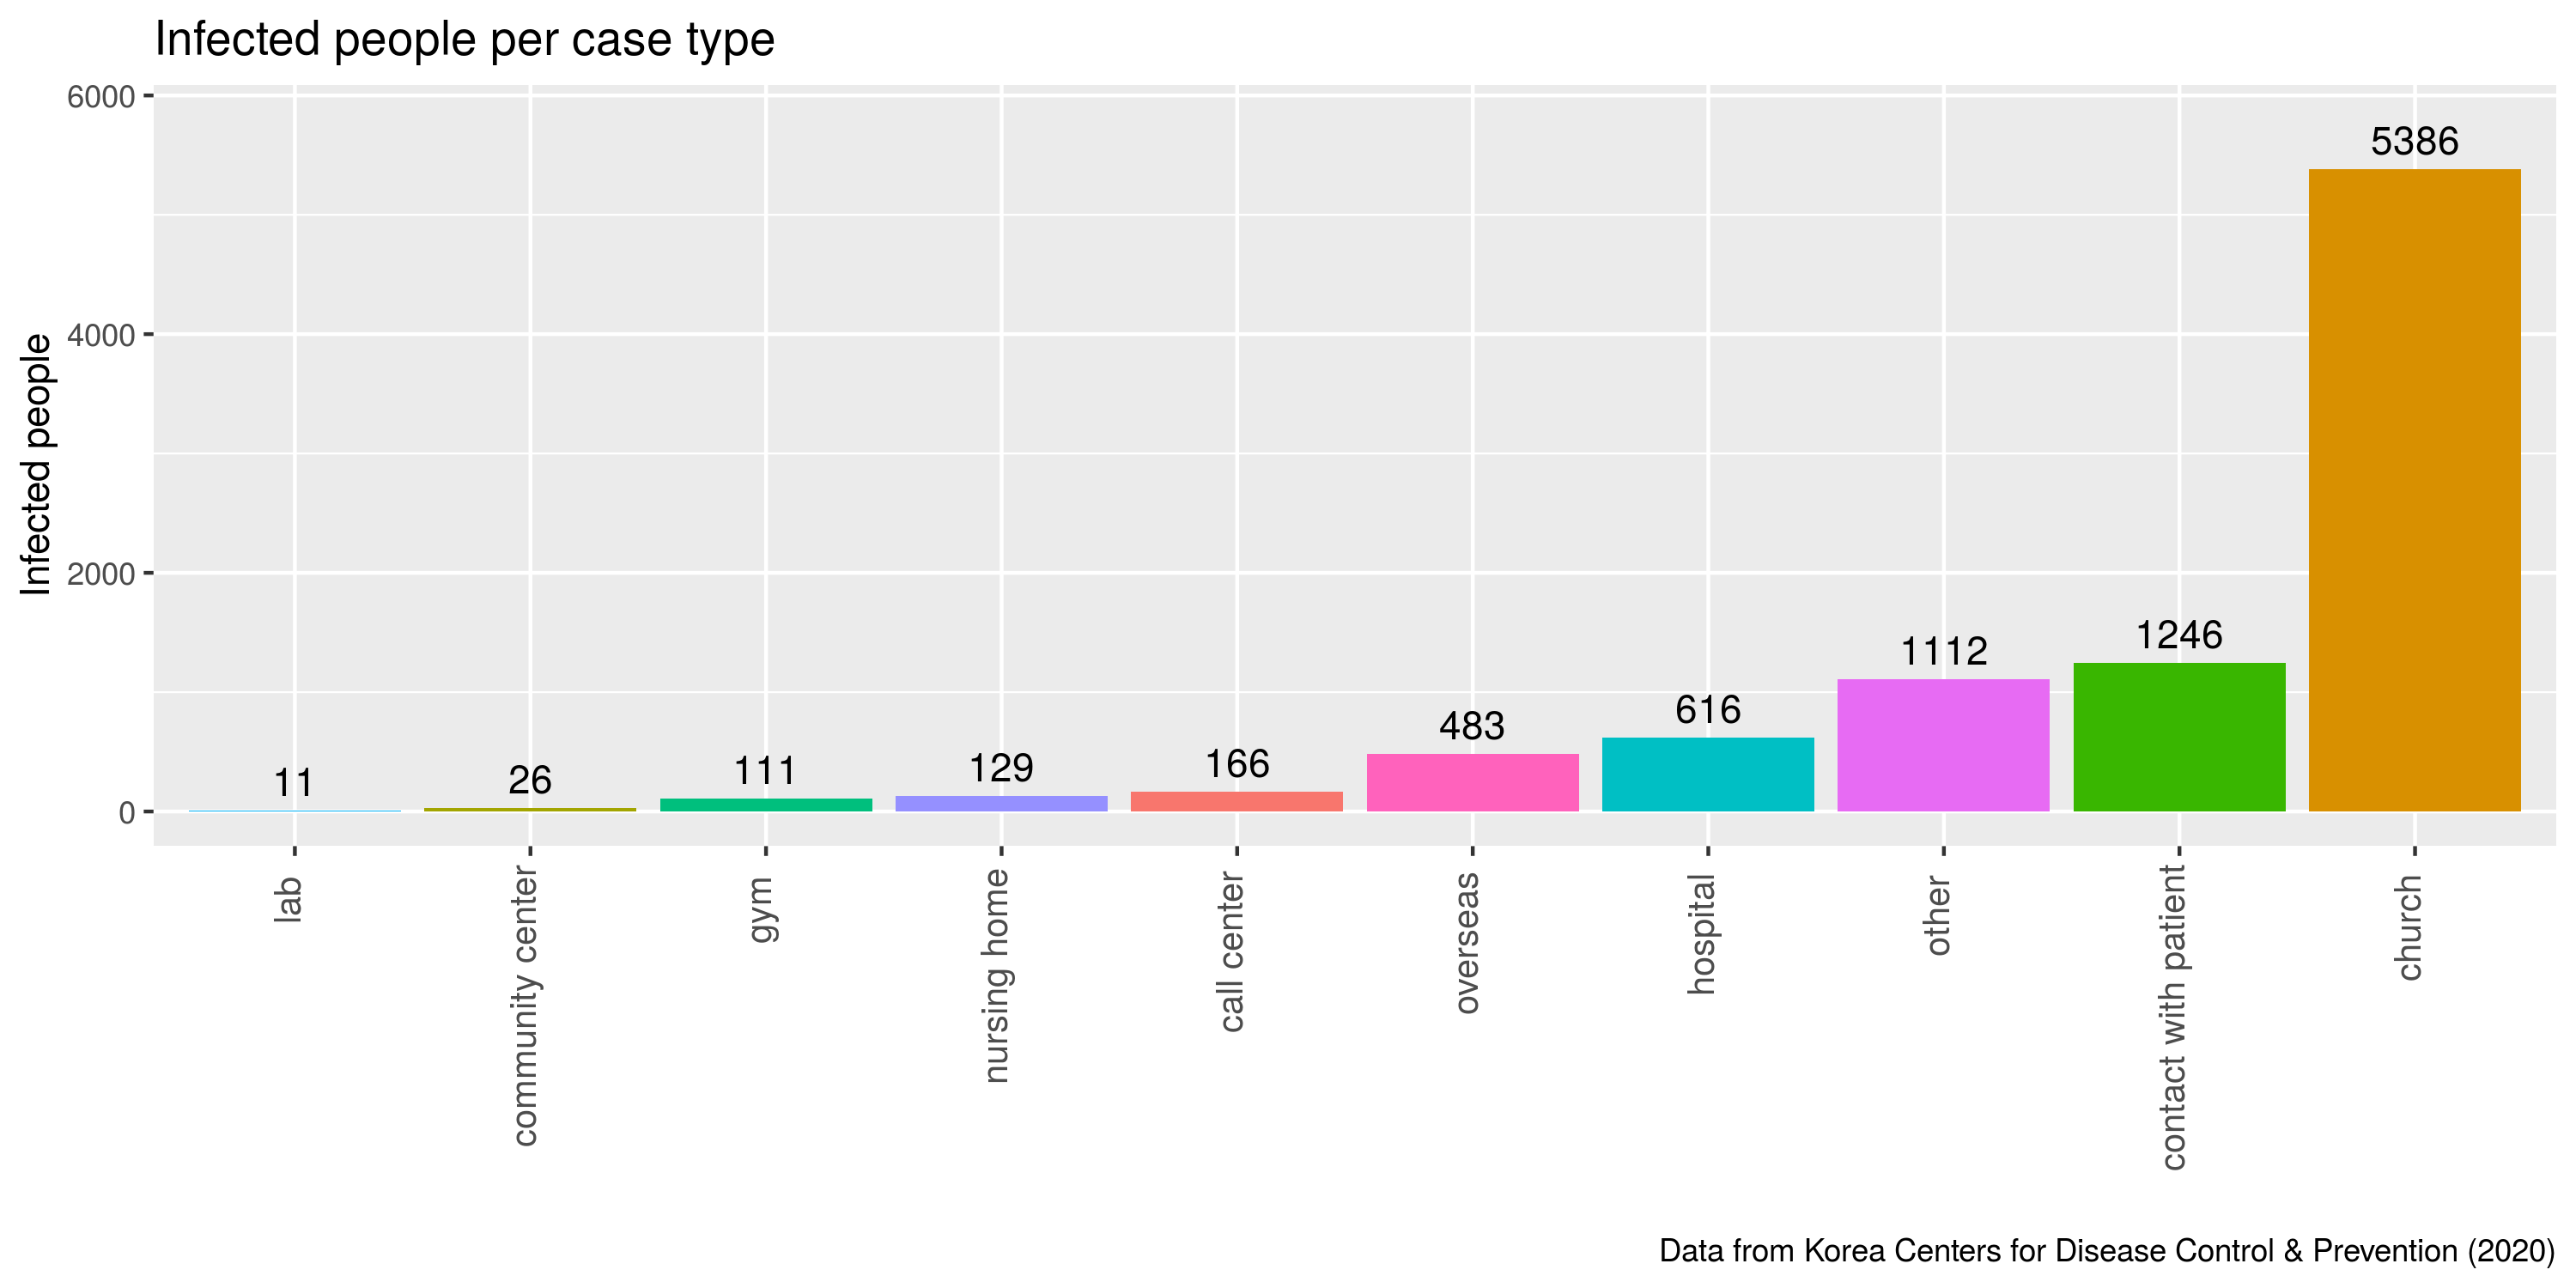 Infected people per case type
Infected people
6000
4000
2000
0
11
26
111
129
166
483
616
1112
1246
5386
lab
community center
gym
nursing home
call center
overseas
hospital
other
contact with patient
church
Data from Korea Centers for Disease Control & Prevention (2020)